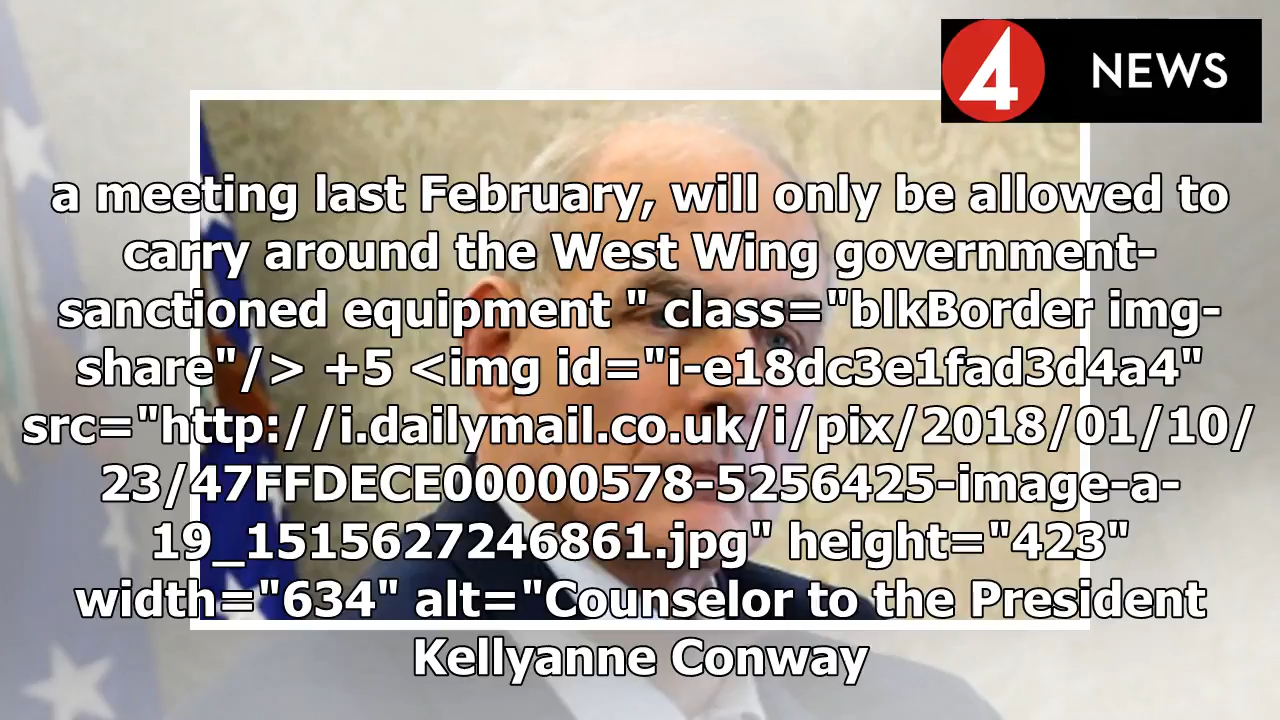 4 NEWS
a meeting last February, will only be allowed to
carry around the West Wing government-
sanctioned equipment " class="blkBorder img-
share"/> +5 <img id="i-e18dc3e1fad3d4a4"
src="http://i.dailymail.co.uk/i/pix/2018/01/10/
23/47FFDECE00000578-5256425-image-a-
19_1515627246861.jpg" height="423"
width="634" alt="Counselor to the President
Kellyanne Conway